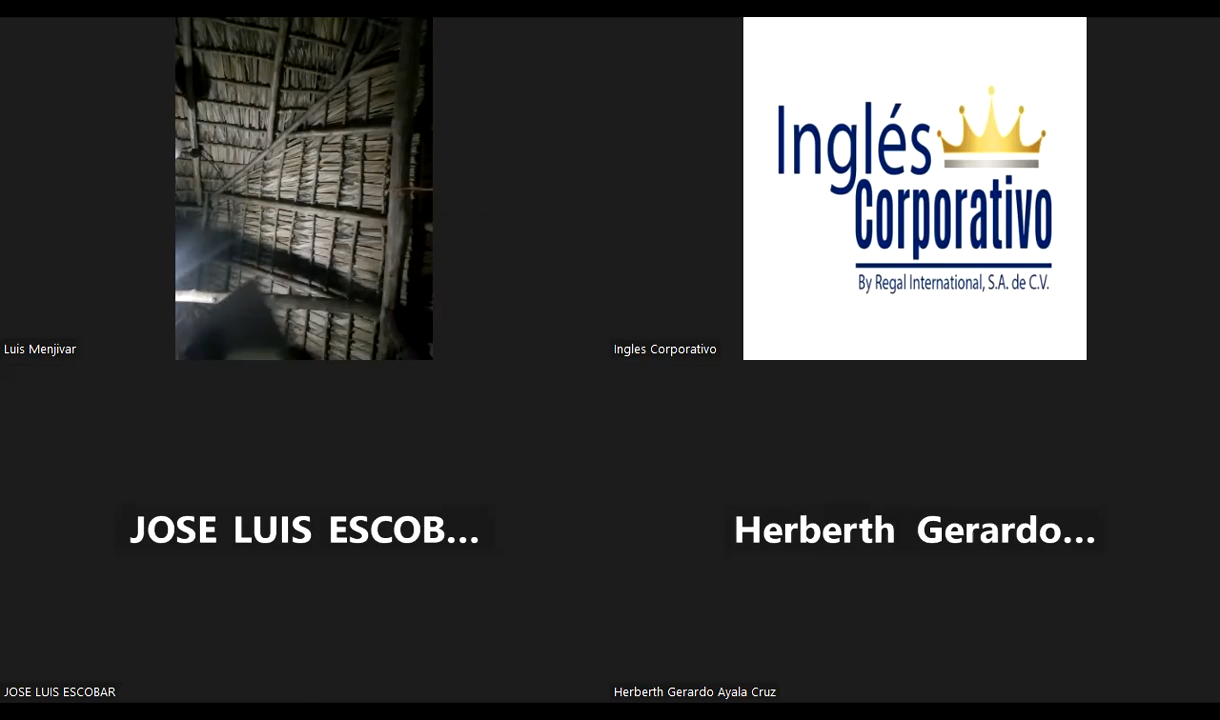 Inglés
Corporativo
By Regal International, S.A. de C.V.
Luis Menjivar
Ingles Corporativo
JOSE LUIS ESCOB...
Herberth Gerardo...
JOSE LUIS ESCOBAR
Herberth Gerardo Ayala Cruz